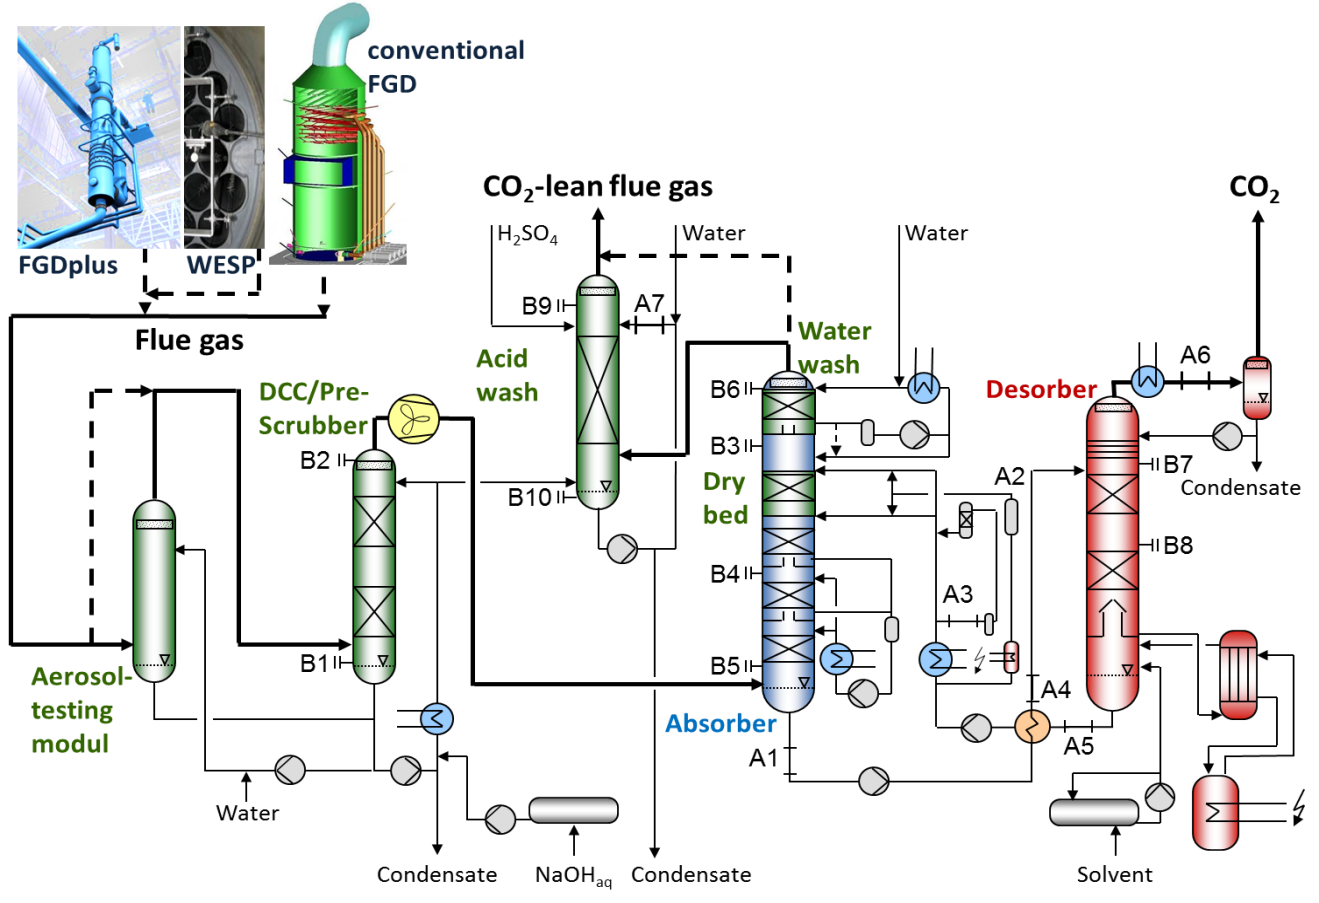 conventional
FGD
FGDplus
WESP
Flue gas
CO2-lean flue gas
CO2
H2SO4
Water
Water
B9
A7
Acid
wash
B10
Water
wash
B6
B3
Dry
bed
B4
B5
Absorber
DCC/Pre-
Scrubber
B2
B1
Aerosol-
testing
modul
Desorber
A6
B7
Condensate
B8
A2
A3
A4
A5
A1
Water
Condensate
NaOHaq
Condensate
Solvent